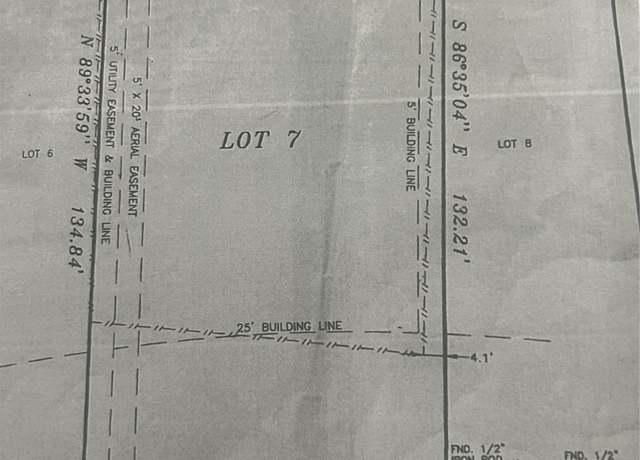 N 89°33'59" W 134.84'
5' UTILITY EASEMENT & BUILDING LINE
5' X 20' AERIAL EASEMENT
LOT 6
LOT 7
5' BUILDING LINE
S 86°35'04" E 132.21'
LOT 8
25' BUILDING LINE
4.1'
FND. 1/2"
IRON ROD
FND. 1/2"